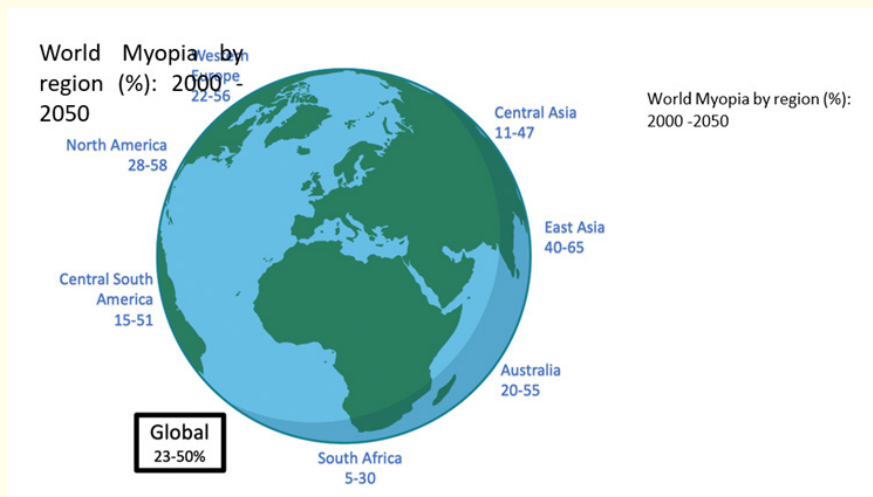 World Myopia by
region (%): 2000 -
2050
Western
Europe
22-56
North America
28-58
Central South
America
15-51
Global
23-50%
South Africa
5-30
Australia
20-55
East Asia
40-65
Central Asia
11-47
World Myopia by region (%):
2000 -2050